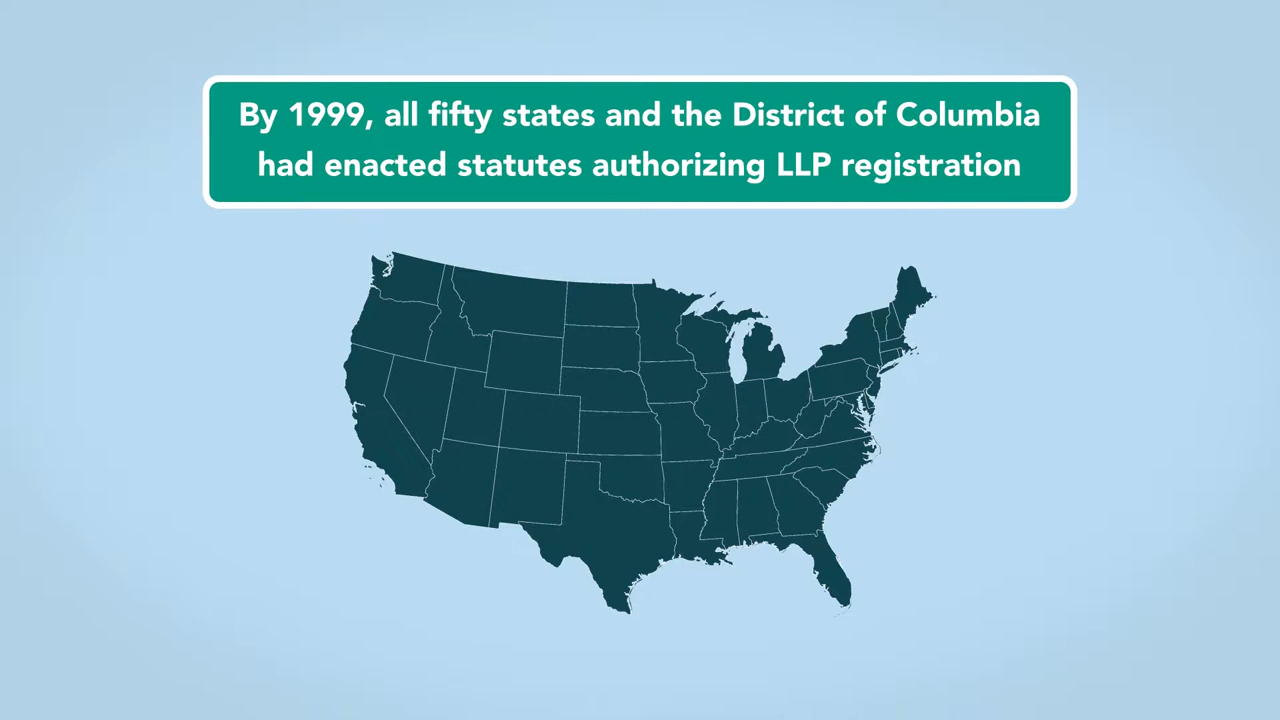 By 1999, all fifty states and the District of Columbia
had enacted statutes authorizing LLP registration